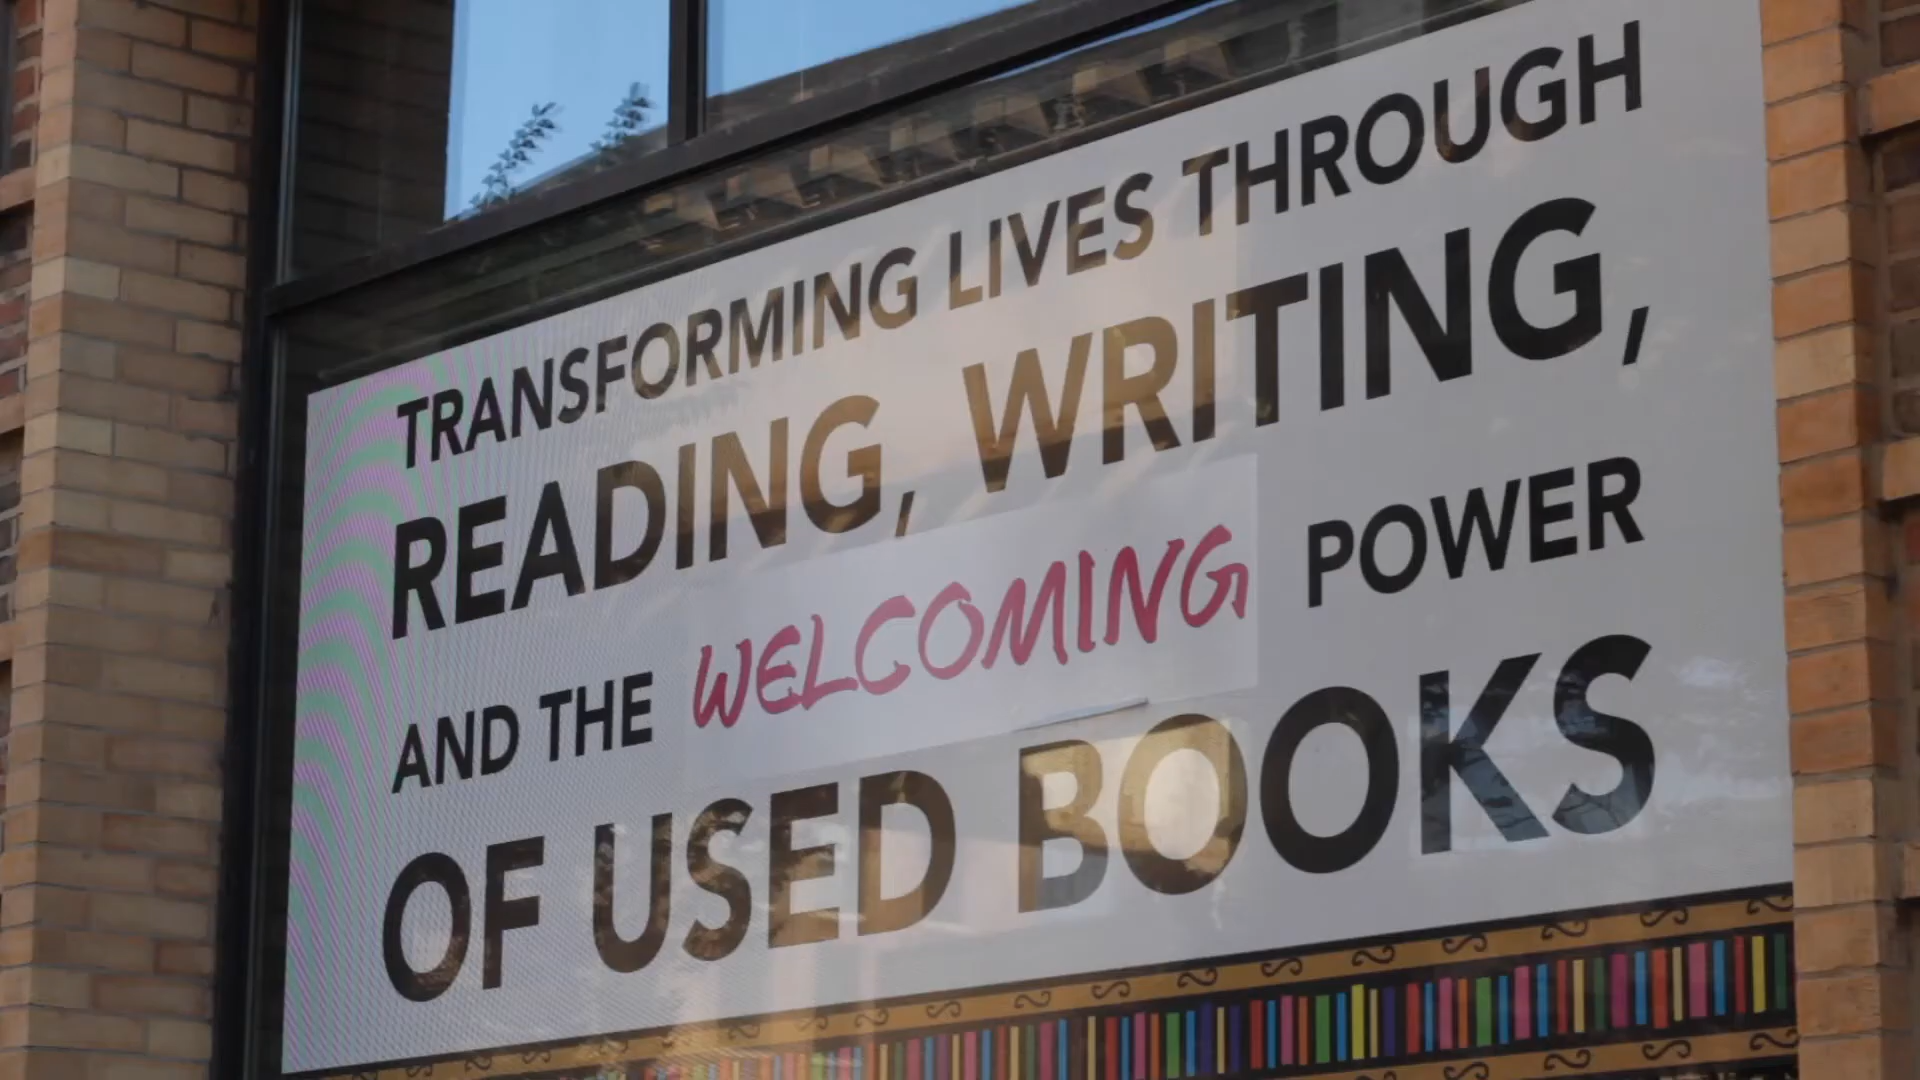 TRANSFORMING LIVES THROUGH
READING, WRITING,
AND THE WELCOMING POWER
OF USED BOOKS